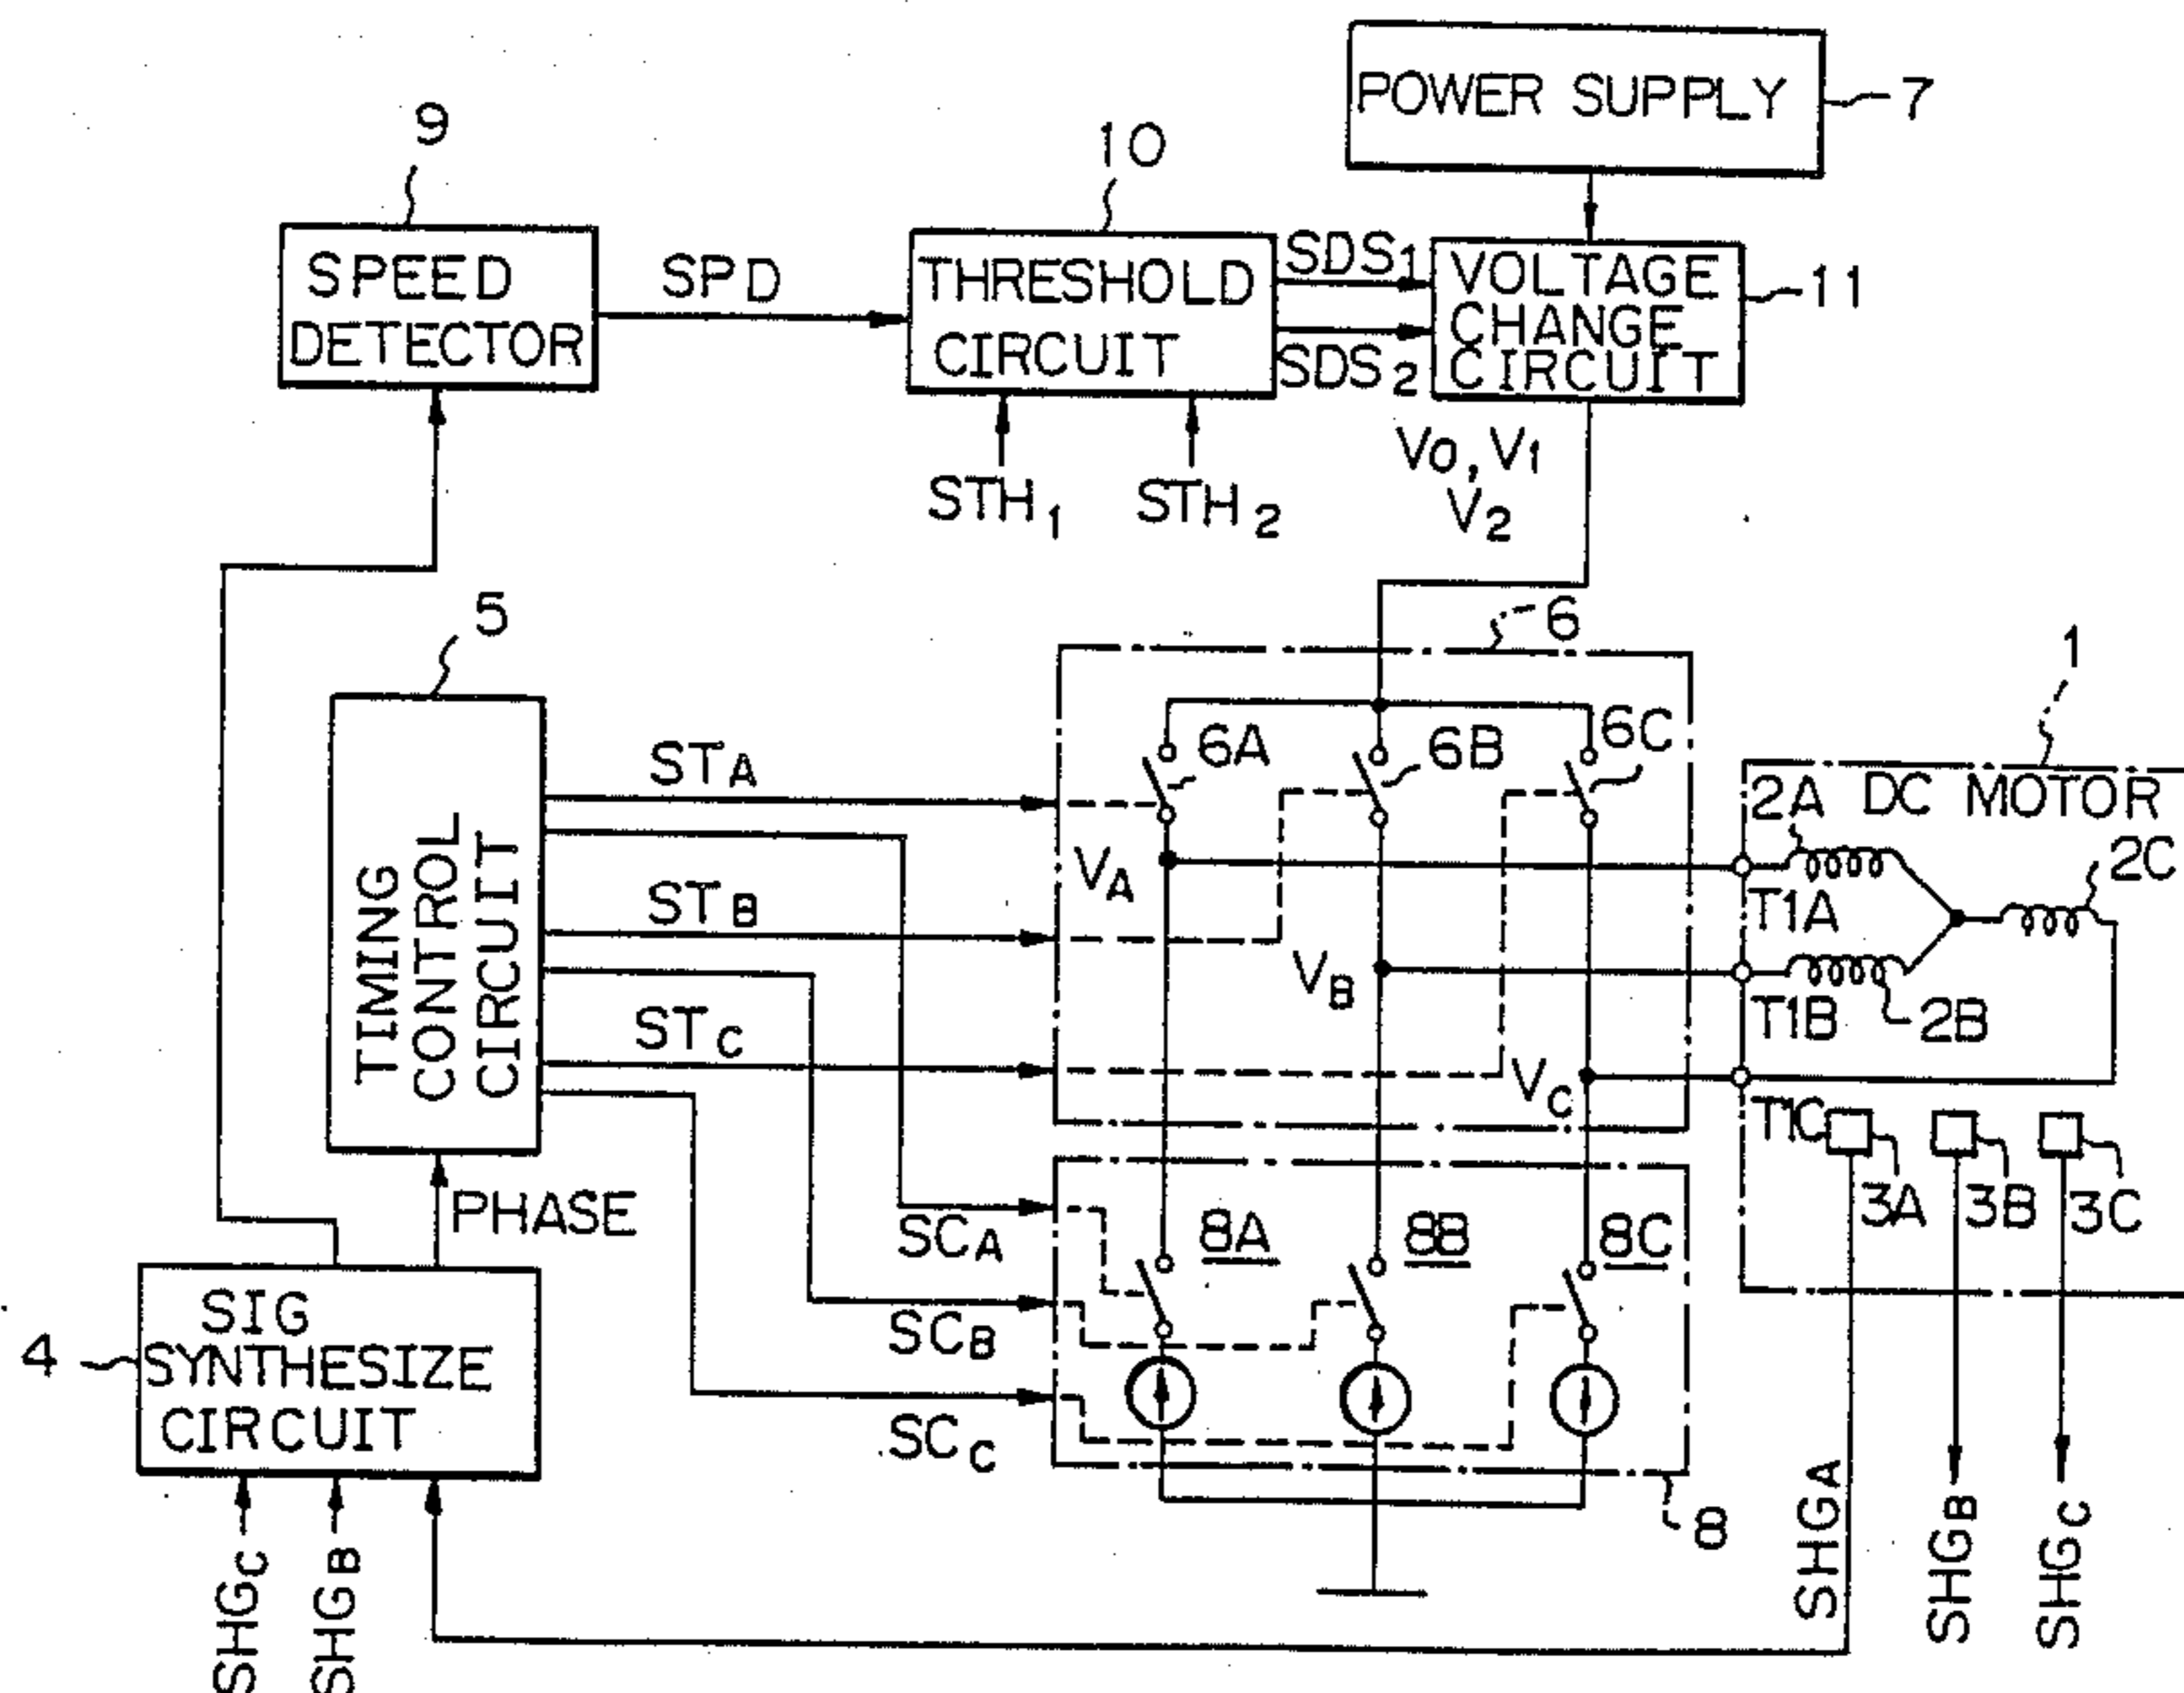 POWER SUPPLY
7
9
10
SPEED
DETECTOR
SPD
THRESHOLD
CIRCUIT
SDS1
SDS2
VOLTAGE
CHANGE
CIRCUIT
11
STH1
STH2
V0, V1
V2
5
6
1
TIMING
CONTROL
CIRCUIT
STA
STB
STC
6A
6B
6C
VA
VB
VC
2A
DC MOTOR
2C
T1A
T1B
2B
T1C
3A
3B
3C
PHASE
SCA
SCB
SCC
8A
8B
8C
4
SIG
SYNTHESIZE
CIRCUIT
8
SHGC
SHGB
SHGA
SHGB
SHGC